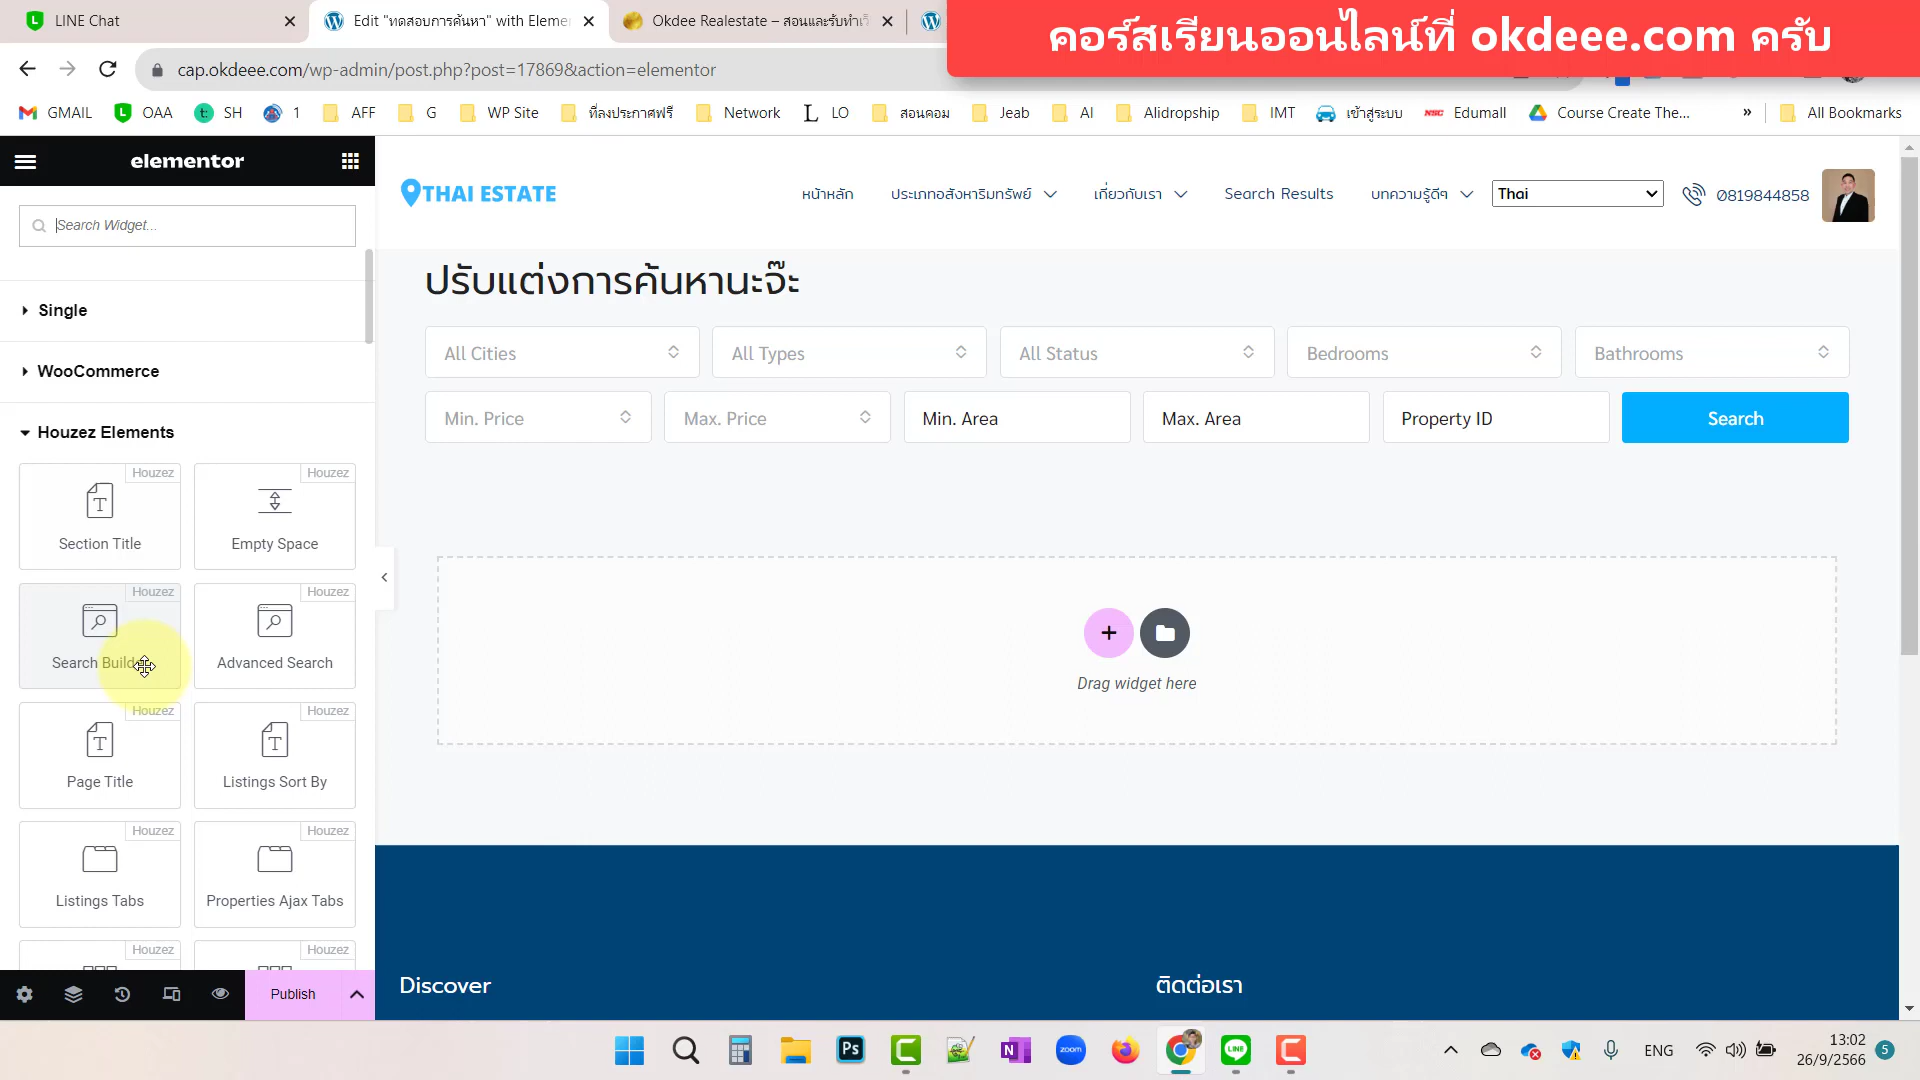 LINE Chat
Edit "ทดสอบการค้นหา" with Eleme
Okdee Realestate – สอนและรับทำเว็
คอร์สเรียนออนไลน์ที่ okdeee.com ครับ
cap.okdeee.com/wp-admin/post.php?post=17869&action=elementor
GMAIL
OAA
SH
1
AFF
G
WP Site
ที่ลงประกาศฟรี
Network
LO
สอนคอม
Jeab
AI
Alidropship
IMT
เข้าสู่ระบบ
Edumall
Course Create The...
»
All Bookmarks
elementor
Search Widget...
Single
WooCommerce
Houzez Elements
Houzez
Section Title
Houzez
Empty Space
Houzez
Search Build
Houzez
Advanced Search
Houzez
Page Title
Houzez
Listings Sort By
Houzez
Listings Tabs
Houzez
Properties Ajax Tabs
Houzez
Houzez
Publish
THAI ESTATE
หน้าหลัก
ประเภทอสังหาริมทรัพย์
เกี่ยวกับเรา
Search Results
บทความรู้ดีๆ
Thai
0819844858
ปรับแต่งการค้นหานะจ๊ะ
All Cities
All Types
All Status
Bedrooms
Bathrooms
Min. Price
Max. Price
Min. Area
Max. Area
Property ID
Search
+
Drag widget here
Discover
ติดต่อเรา
Ps
N
zoom
LINE
ENG
13:02
26/9/2566
5